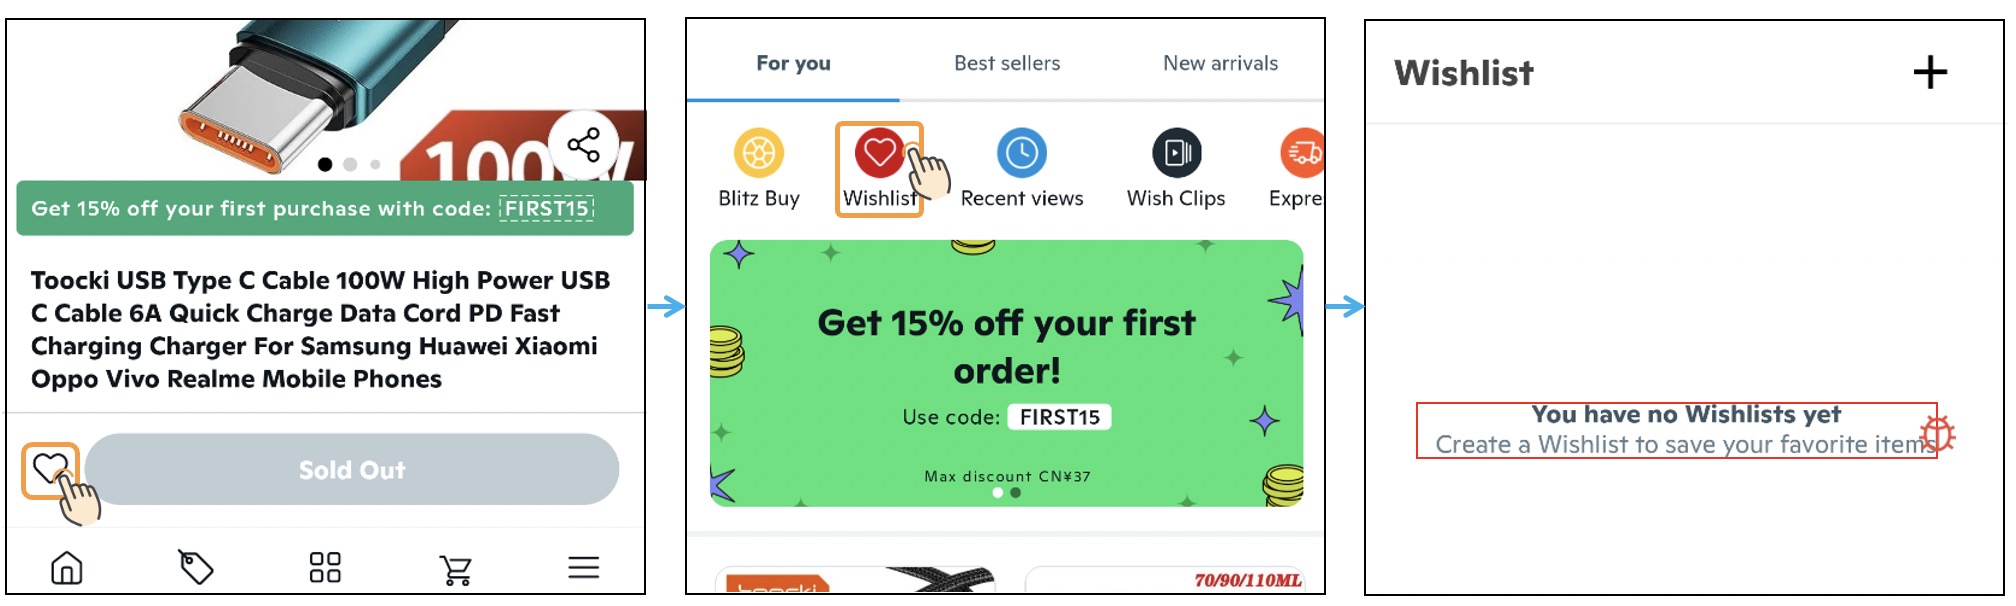 100W
Get 15% off your first purchase with code: FIRST15
Toocki USB Type C Cable 100W High Power USB
C Cable 6A Quick Charge Data Cord PD Fast
Charging Charger For Samsung Huawei Xiaomi
Oppo Vivo Realme Mobile Phones
Sold Out
For you
Best sellers
New arrivals
Blitz Buy
Wishlist
Recent views
Wish Clips
Expre
Get 15% off your first
order!
Use code: FIRST15
Max discount CN¥37
toocki
70/90/110ML
Wishlist
You have no Wishlists yet
Create a Wishlist to save your favorite items